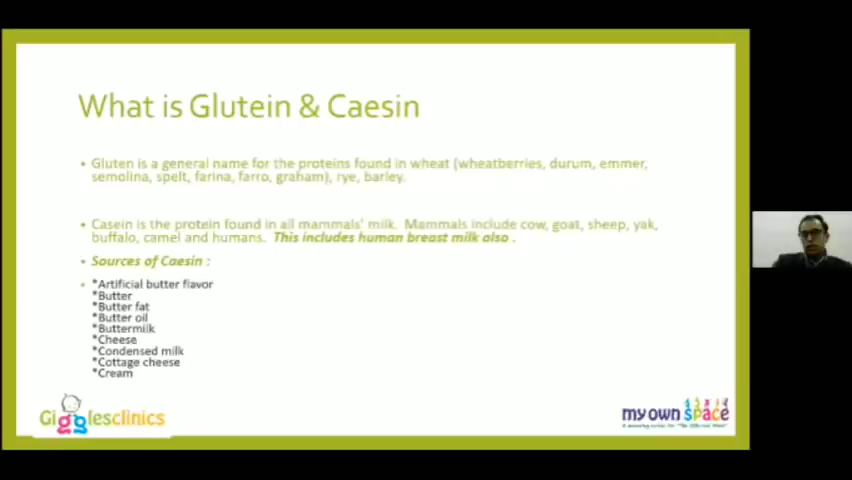 What is Glutein & Caesin
• Gluten is a general name for the proteins found in wheat (wheatberries, durum, emmer,
semolina, spelt, farina, farro, graham), rye, barley.
• Casein is the protein found in all mammals' milk. Mammals include cow, goat, sheep, yak,
buffalo, camel and humans. This includes human breast milk also .
• Sources of Caesin :
• *Artificial butter flavor
*Butter
*Butter fat
*Butter oil
*Buttermilk
*Cheese
*Condensed milk
*Cottage cheese
*Cream
Gigglesclinics
my own space